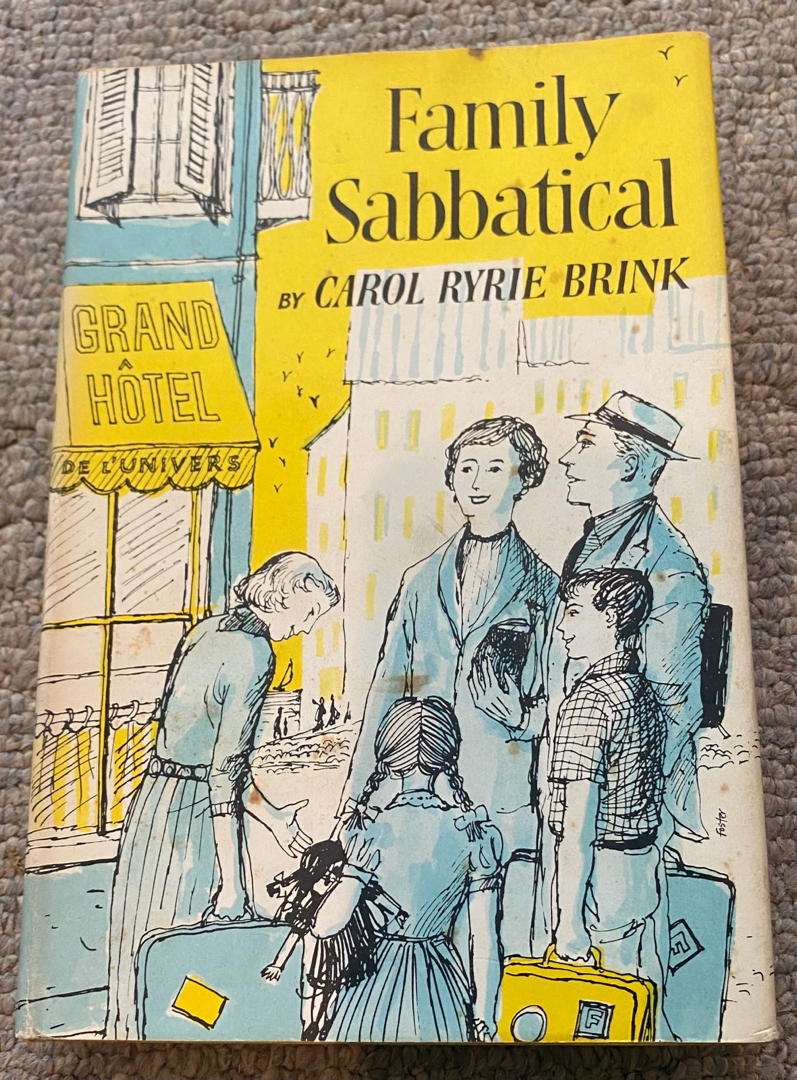 Family
Sabbatical
BY CAROL RYRIE BRINK
GRAND
HÔTEL
DE L'UNIVERS
foster
F